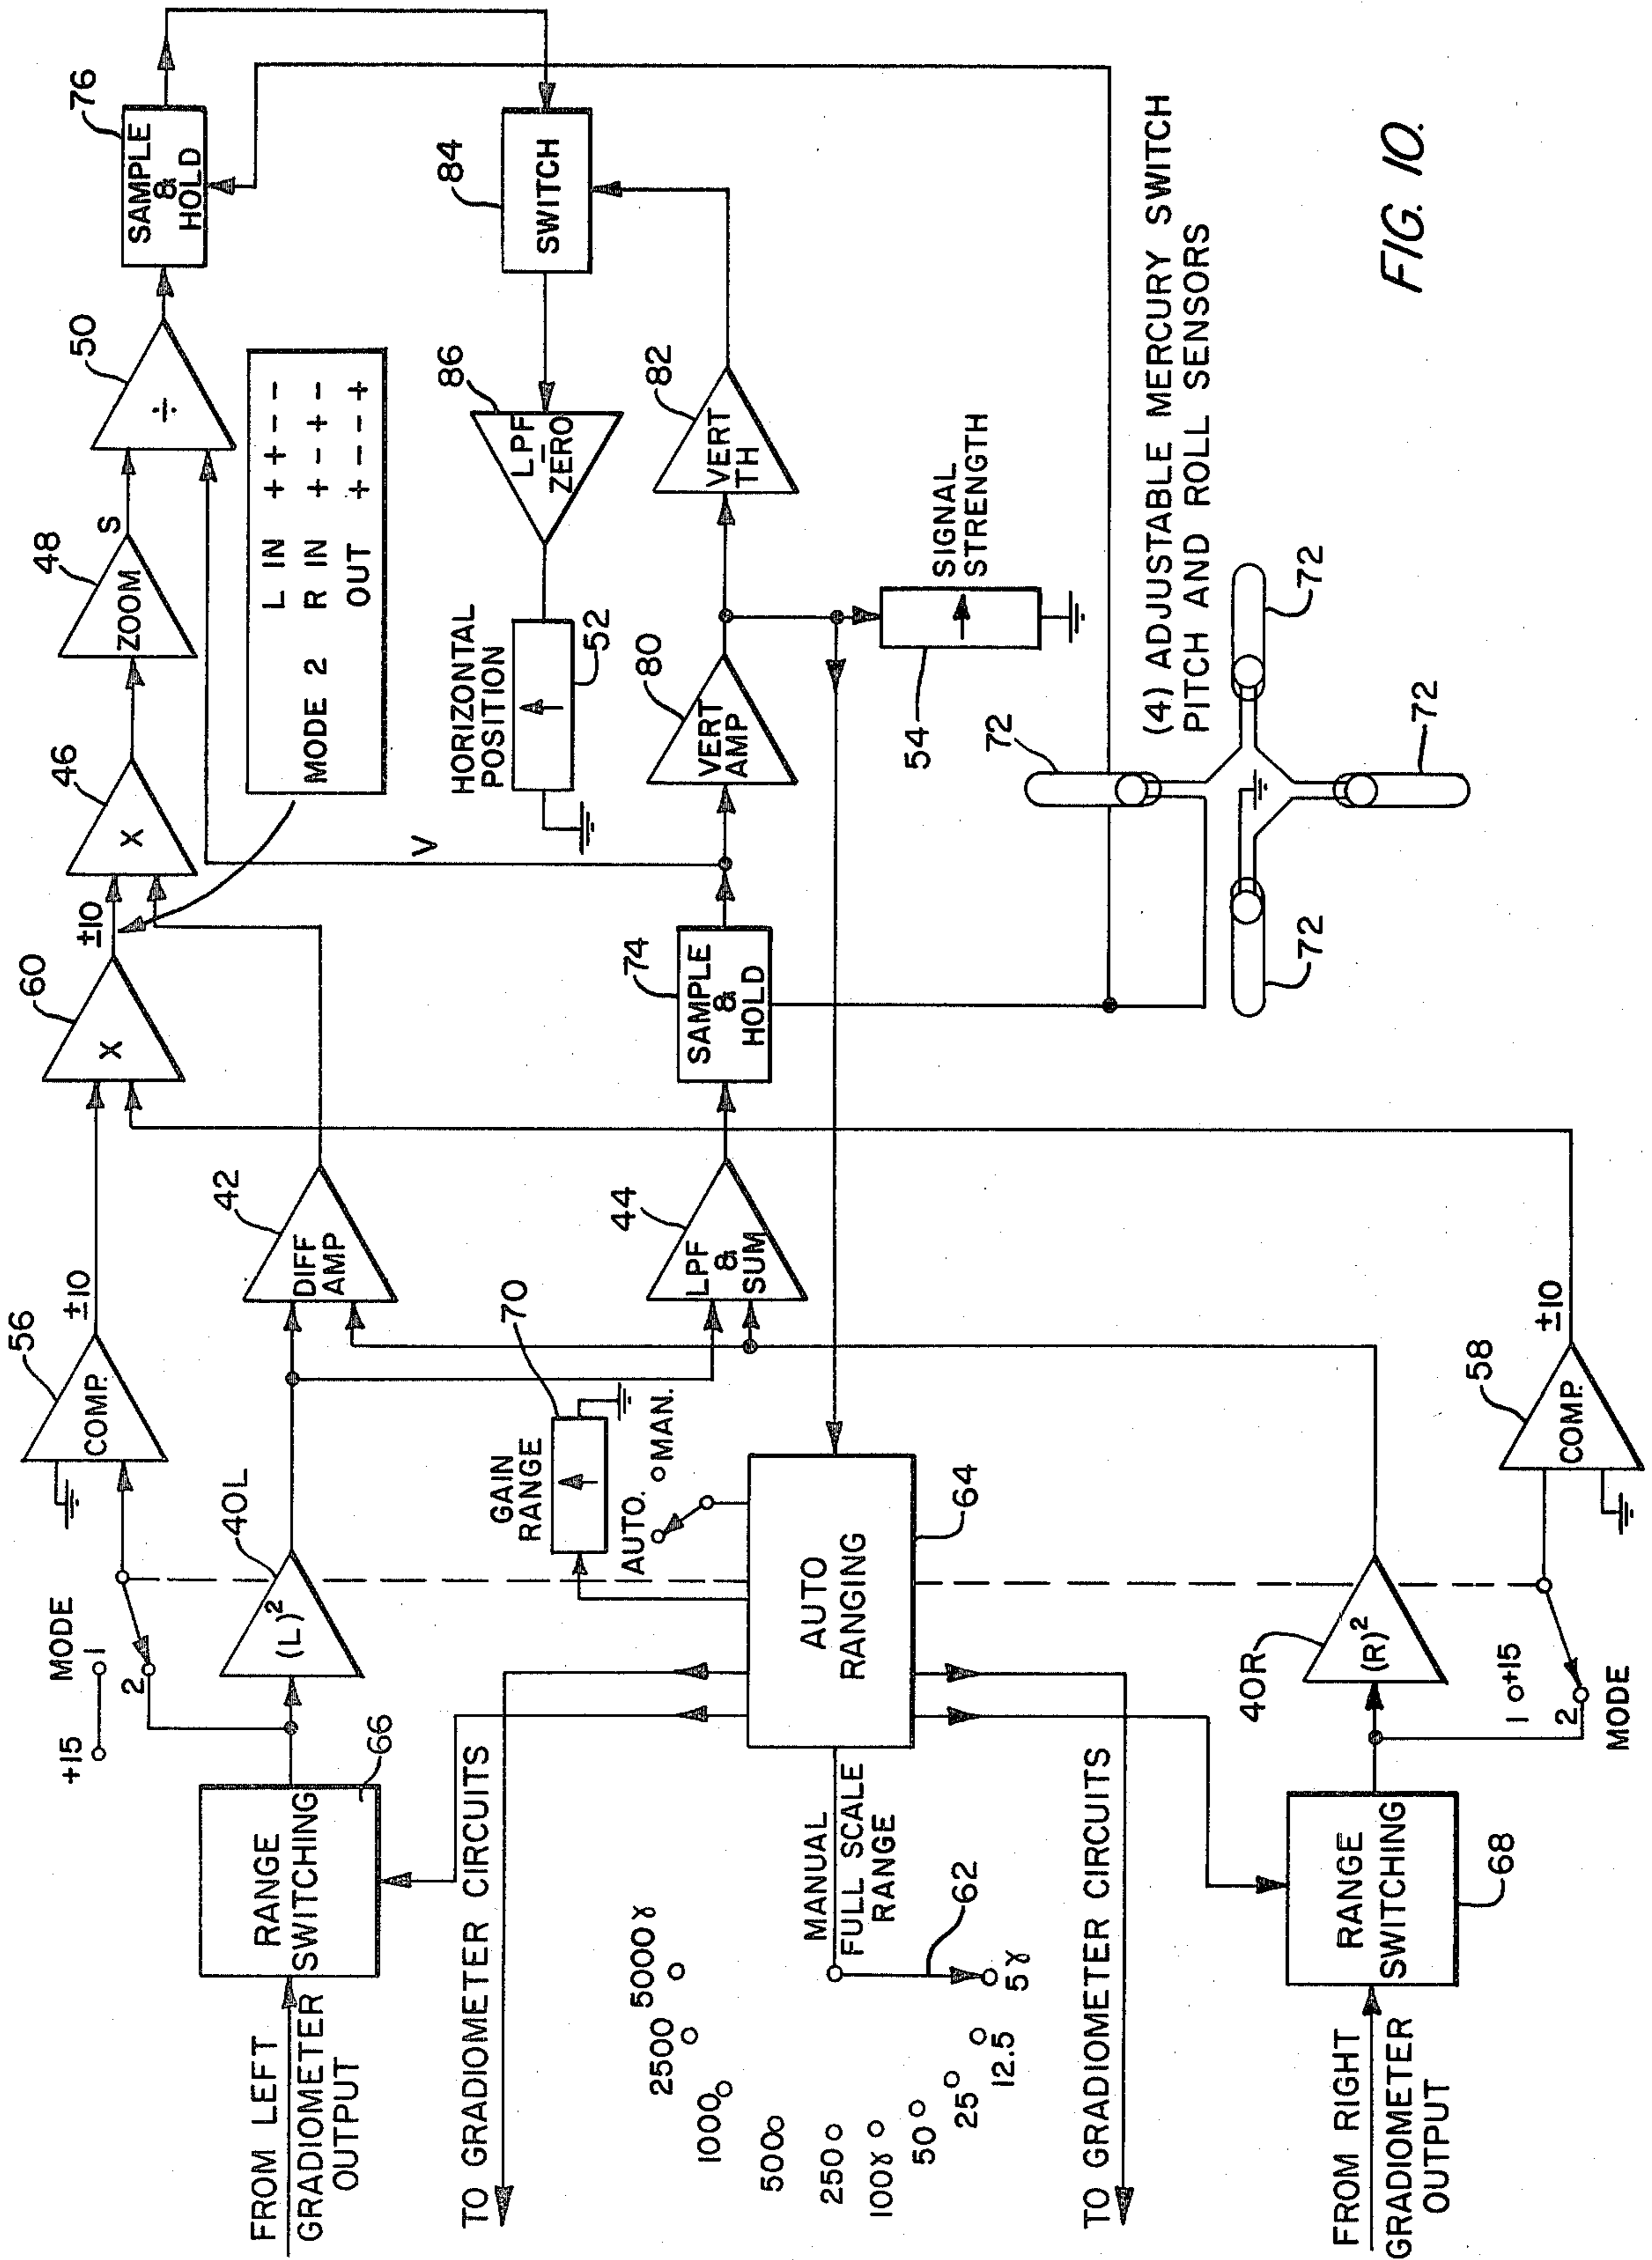 FROM LEFT
GRADIOMETER
OUTPUT
RANGE
SWITCHING
66
+15
MODE
1
2
(L)²
40L
COMP.
56
±10
DIFF
AMP
42
X
60
±10
X
46
ZOOM
48
S
÷
50
SAMPLE
&
HOLD
76
MODE 2
L IN + + - -
R IN + - + -
OUT + - - +
SWITCH
84
LPF
ZERO
86
HORIZONTAL
POSITION
52
V
VERT
AMP
80
VERT
TH
82
SIGNAL
STRENGTH
54
SAMPLE
&
HOLD
74
LPF
&
SUM
44
GAIN
RANGE
70
AUTO.
MAN.
AUTO
RANGING
64
TO GRADIOMETER CIRCUITS
MANUAL
FULL SCALE
RANGE
62
5000γ
2500
1000
500
250
100γ
50
25
12.5
5γ
TO GRADIOMETER CIRCUITS
FROM RIGHT
GRADIOMETER
OUTPUT
RANGE
SWITCHING
68
1
+15
2
MODE
(R)²
40R
COMP.
58
±10
72
72
72
72
(4) ADJUSTABLE MERCURY SWITCH
PITCH AND ROLL SENSORS
FIG. 10.